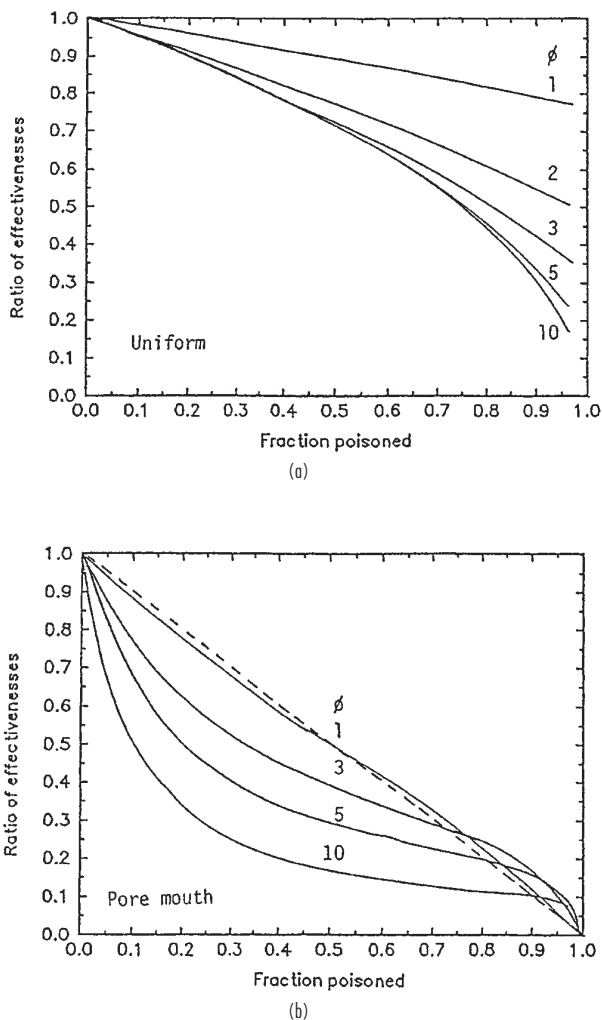 1.0
0.9
0.8
0.7
0.6
0.5
0.4
0.3
0.2
0.1
0.0
Ratio of effectivenesses
ø
1
2
3
5
10
Uniform
0.0 0.1 0.2 0.3 0.4 0.5 0.6 0.7 0.8 0.9 1.0
Fraction poisoned
(a)
1.0
0.9
0.8
0.7
0.6
0.5
0.4
0.3
0.2
0.1
0.0
Ratio of effectivenesses
ø
1
3
5
10
Pore mouth
0.0 0.1 0.2 0.3 0.4 0.5 0.6 0.7 0.8 0.9 1.0
Fraction poisoned
(b)